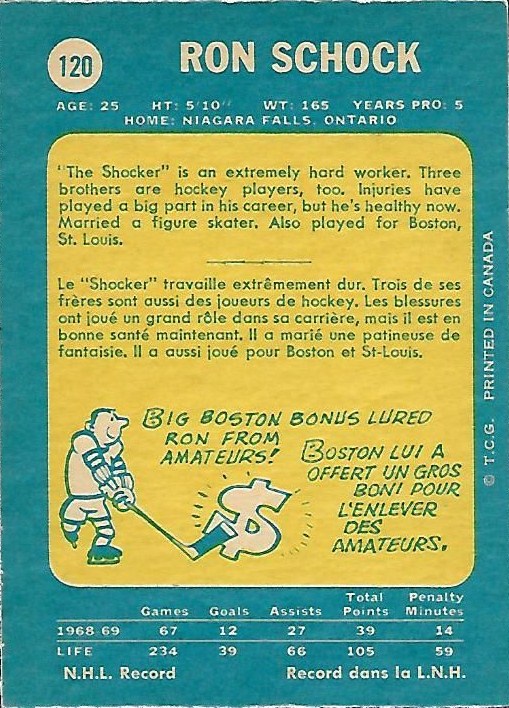 120
RON SCHOCK
AGE: 25 HT: 5'10" WT: 165 YEARS PRO: 5
HOME: NIAGARA FALLS, ONTARIO
"The Shocker" is an extremely hard worker. Three
brothers are hockey players, too. Injuries have
played a big part in his career, but he's healthy now.
Married a figure skater. Also played for Boston,
St. Louis.
Le "Shocker" travaille extrêmement dur. Trois de ses
frères sont aussi des joueurs de hockey. Les blessures
ont joué un grand rôle dans sa carrière, mais il est en
bonne santé maintenant. Il a marié une patineuse de
fantaisie. Il a aussi joué pour Boston et St-Louis.
BIG BOSTON BONUS LURED
RON FROM
AMATEURS!
BOSTON LUI A
OFFERT UN GROS
BONI POUR
L'ENLEVER
DES
AMATEURS.
$
© T.C.G. PRINTED IN CANADA
Games Goals Assists Total Points Penalty Minutes
1968-69 67 12 27 39 14
LIFE 234 39 66 105 59
N.H.L. Record Record dans la L.N.H.